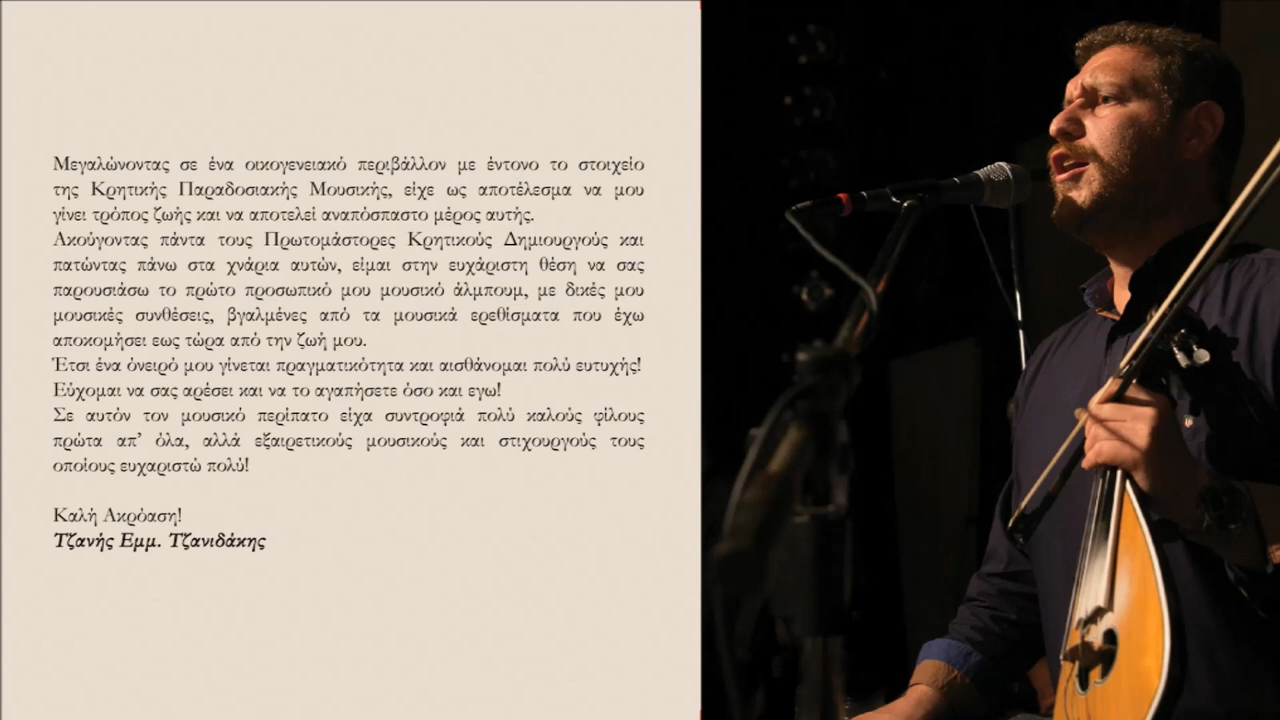 Μεγαλώνοντας σε ένα οικογενειακό περιβάλλον με έντονο το στοιχείο
της Κρητικής Παραδοσιακής Μουσικής, είχε ως αποτέλεσμα να μου
γίνει τρόπος ζωής και να αποτελεί αναπόσπαστο μέρος αυτής.
Ακούγοντας πάντα τους Πρωτομάστορες Κρητικούς Δημιουργούς και
πατώντας πάνω στα χνάρια αυτών, είμαι στην ευχάριστη θέση να σας
παρουσιάσω το πρώτο προσωπικό μου μουσικό άλμπουμ, με δικές μου
μουσικές συνθέσεις, βγαλμένες από τα μουσικά ερεθίσματα που έχω
αποκομήσει εως τώρα από την ζωή μου.
Έτσι ένα όνειρό μου γίνεται πραγματικότητα και αισθάνομαι πολύ ευτυχής!
Εύχομαι να σας αρέσει και να το αγαπήσετε όσο και εγω!
Σε αυτόν τον μουσικό περίπατο είχα συντροφιά πολύ καλούς φίλους
πρώτα απ’ όλα, αλλά εξαιρετικούς μουσικούς και στιχουργούς τους
οποίους ευχαριστώ πολύ!
Καλή Ακρόαση!
Τζανής Εμμ. Τζανιδάκης